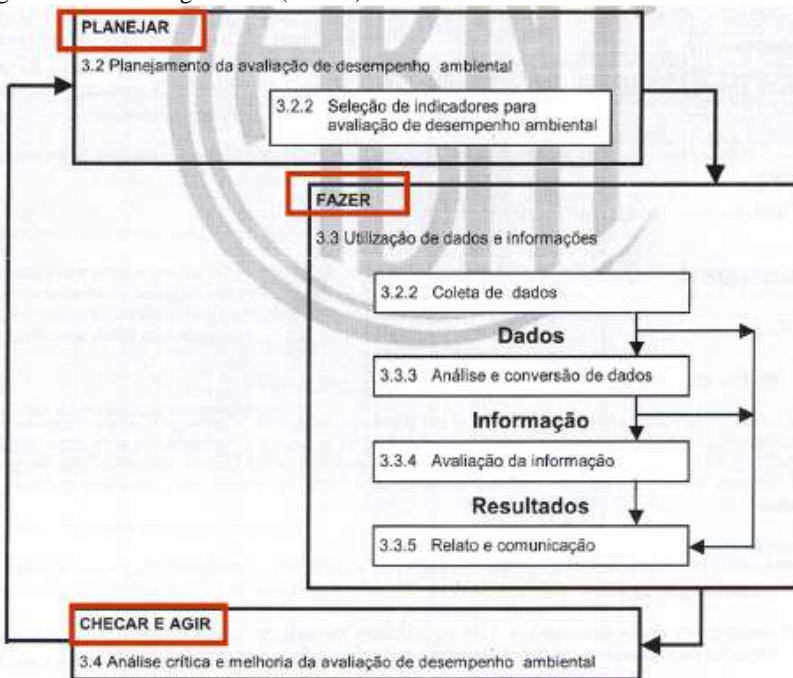 PLANEJAR
3.2 Planejamento da avaliação de desempenho ambiental
3.2.2 Seleção de indicadores para
avaliação de desempenho ambiental
FAZER
3.3 Utilização de dados e informações
3.2.2 Coleta de dados
Dados
3.3.3 Análise e conversão de dados
Informação
3.3.4 Avaliação da informação
Resultados
3.3.5 Relato e comunicação
CHECAR E AGIR
3.4 Análise crítica e melhoria da avaliação de desempenho ambiental